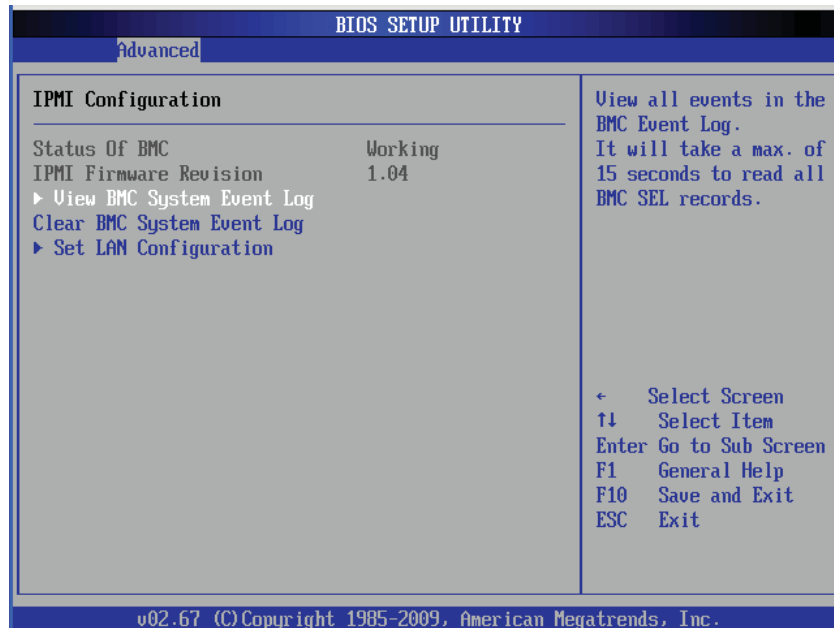 BIOS SETUP UTILITY
Advanced
IPMI Configuration
Status Of BMC Working
IPMI Firmware Revision 1.04
▶ View BMC System Event Log
Clear BMC System Event Log
▶ Set LAN Configuration
View all events in the
BMC Event Log.
It will take a max. of
15 seconds to read all
BMC SEL records.
← Select Screen
↑↓ Select Item
Enter Go to Sub Screen
F1 General Help
F10 Save and Exit
ESC Exit
v02.67 (C)Copyright 1985-2009, American Megatrends, Inc.